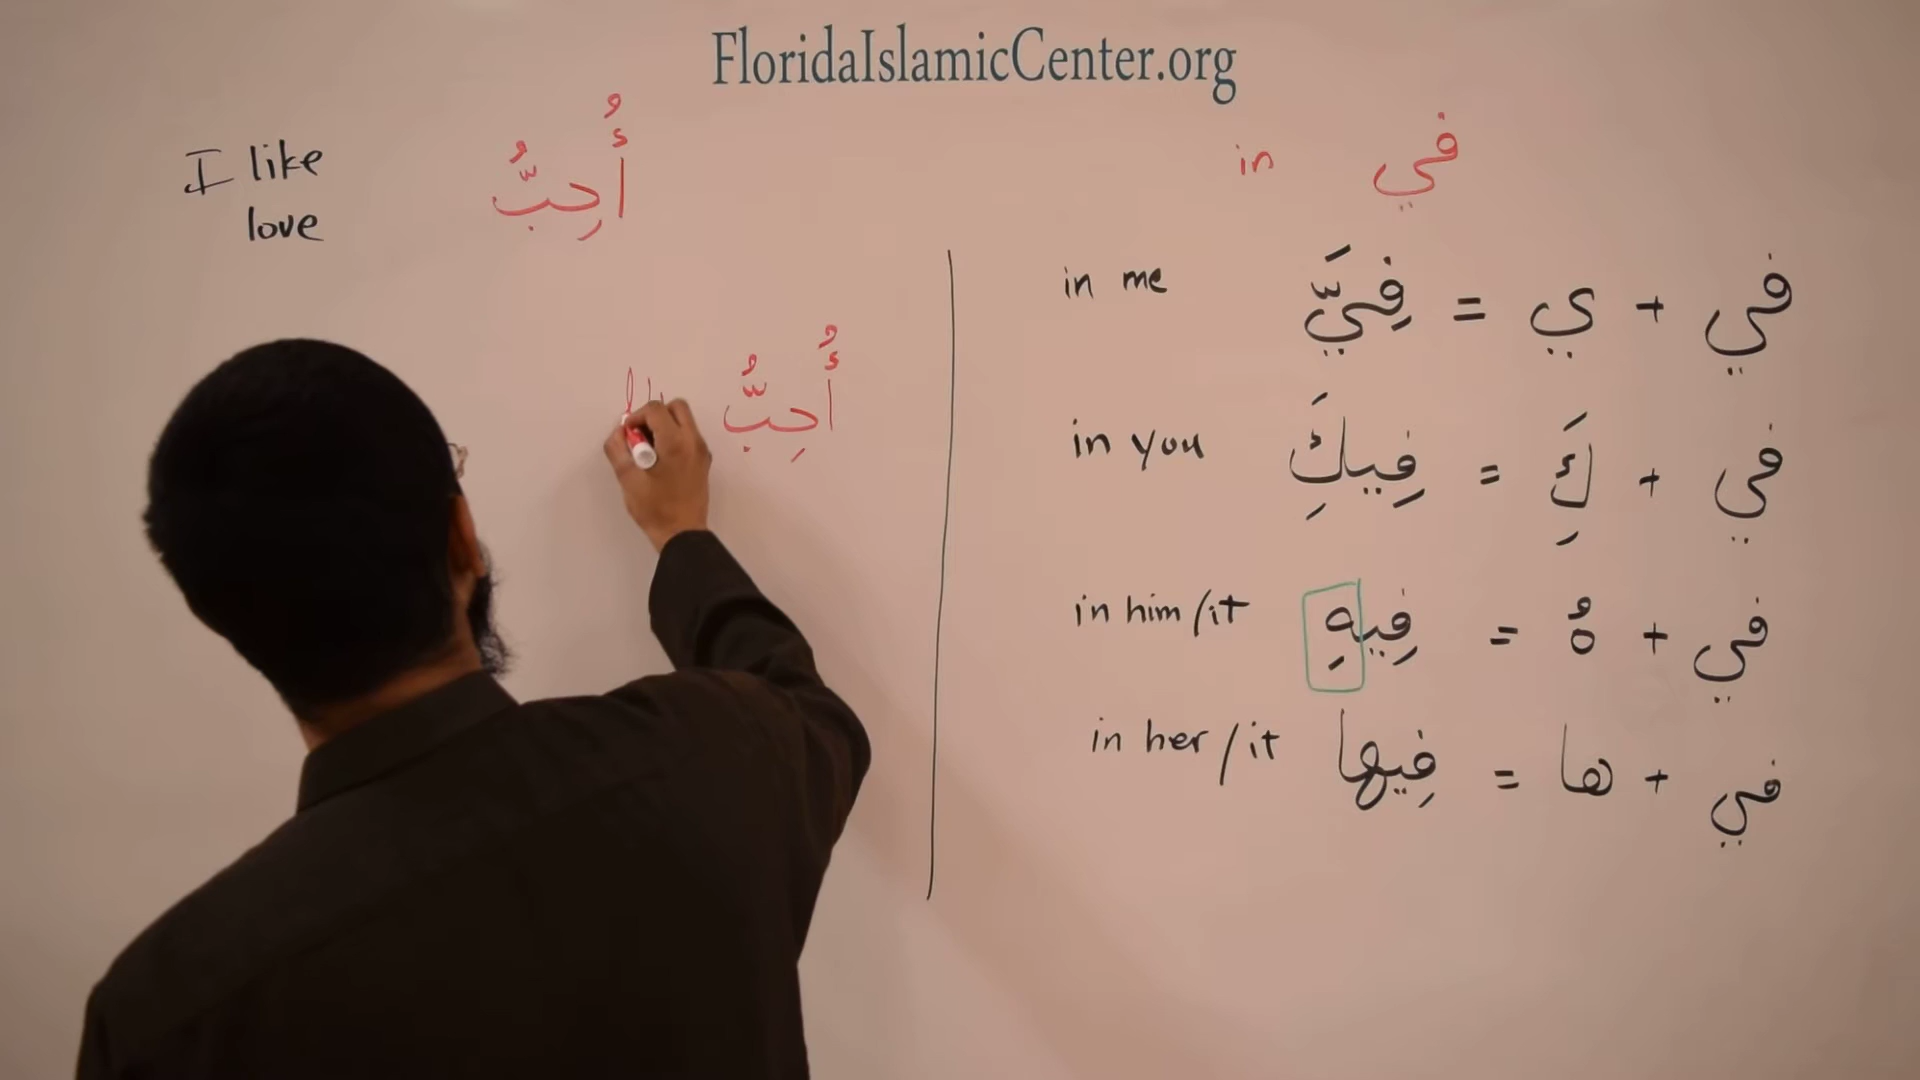 FloridaIslamicCenter.org
I like أُحِبُّ
love
in في
in me فِيَّ = ي + في
in you فِيكَِ = كَِ + في
in him/it فِيهِ = هُ + في
in her/it فِيها = ها + في
أُحِبُّ